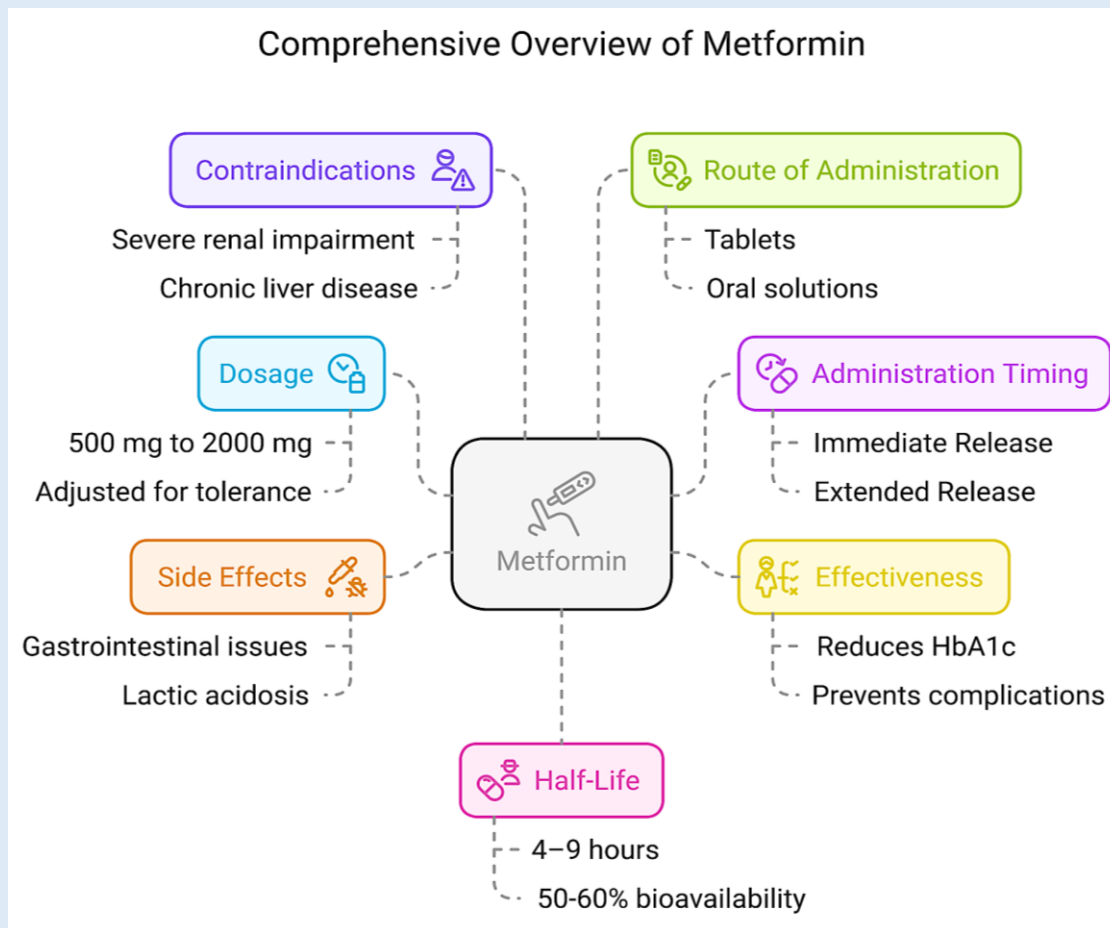 Comprehensive Overview of Metformin
Contraindications
Severe renal impairment
Chronic liver disease
Route of Administration
Tablets
Oral solutions
Dosage
500 mg to 2000 mg
Adjusted for tolerance
Administration Timing
Immediate Release
Extended Release
Metformin
Side Effects
Gastrointestinal issues
Lactic acidosis
Effectiveness
Reduces HbA1c
Prevents complications
Half-Life
4–9 hours
50-60% bioavailability